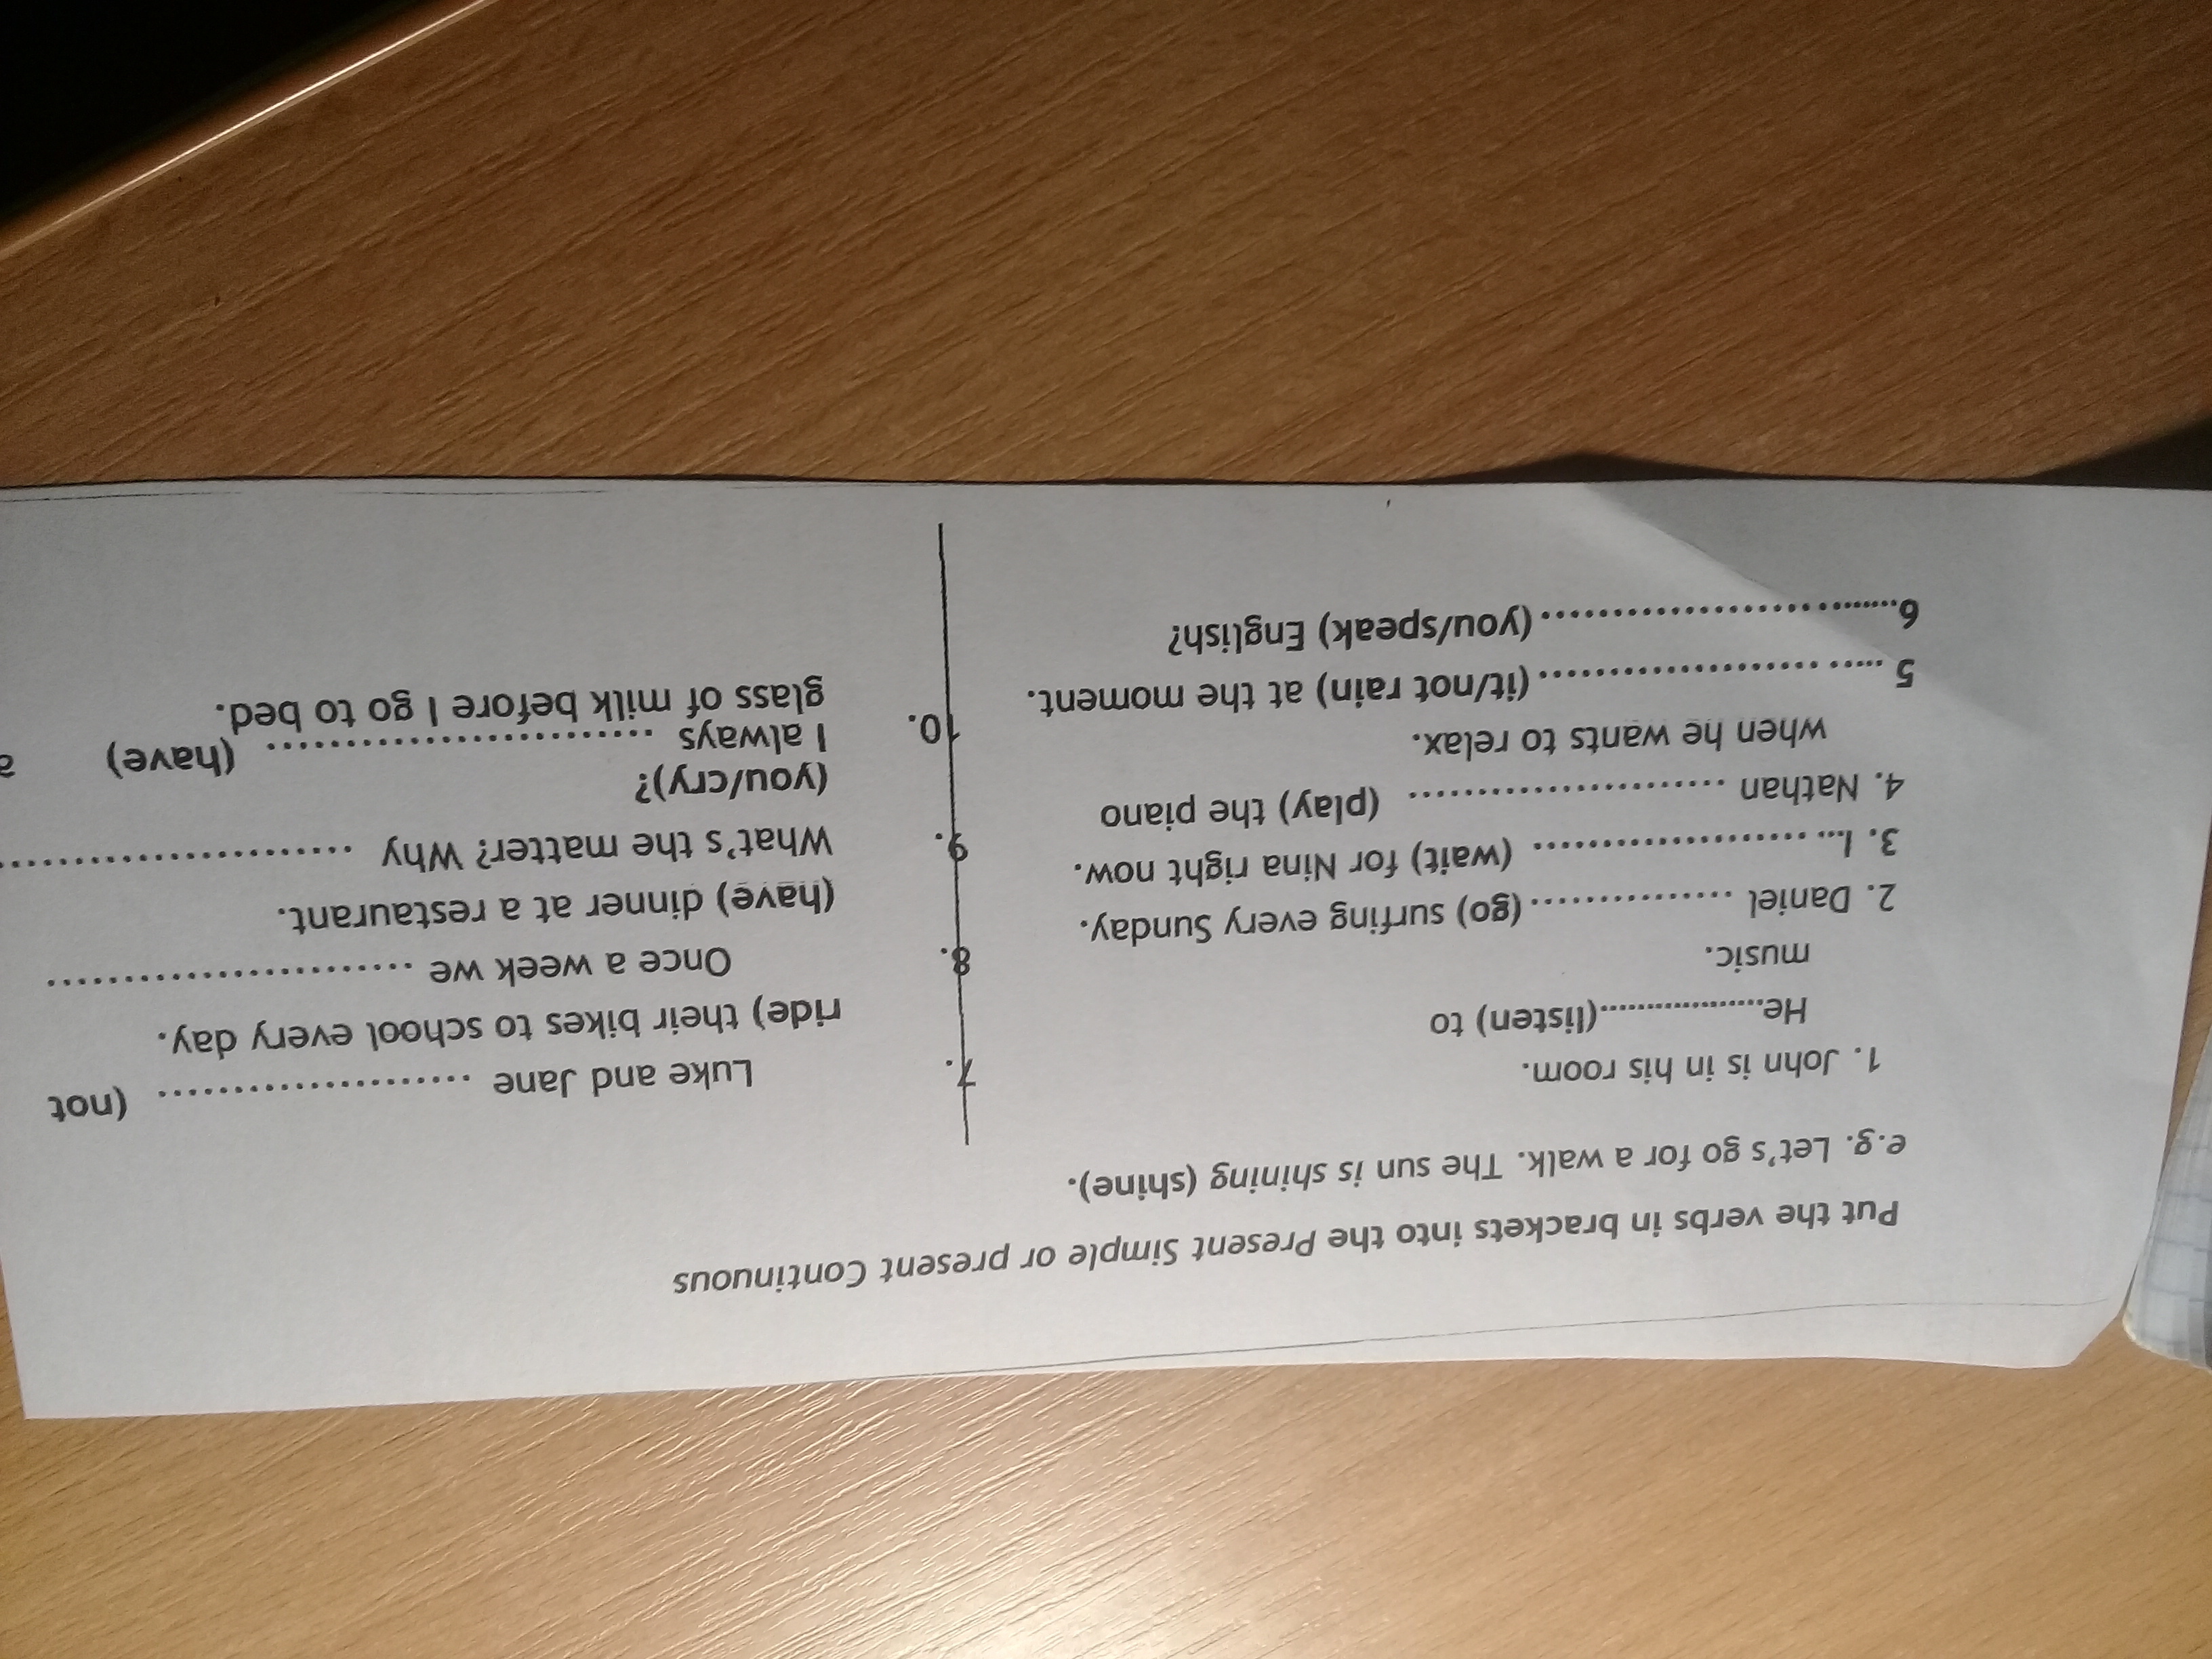 Put the verbs in brackets into the Present Simple or present Continuous
e.g. Let's go for a walk. The sun is shining (shine).
1. John is in his room.
He....................(listen) to
music.
2. Daniel ..................(go) surfing every Sunday.
3. I... ...................... (wait) for Nina right now.
4. Nathan .......................... (play) the piano
when he wants to relax.
5 ..... ......................(it/not rain) at the moment.
6..............................(you/speak) English?
7. Luke and Jane ........................ (not
ride) their bikes to school every day.
8. Once a week we ..........................
(have) dinner at a restaurant.
9. What's the matter? Why ..........................
(you/cry)?
10. I always ............................ (have) a
glass of milk before I go to bed.